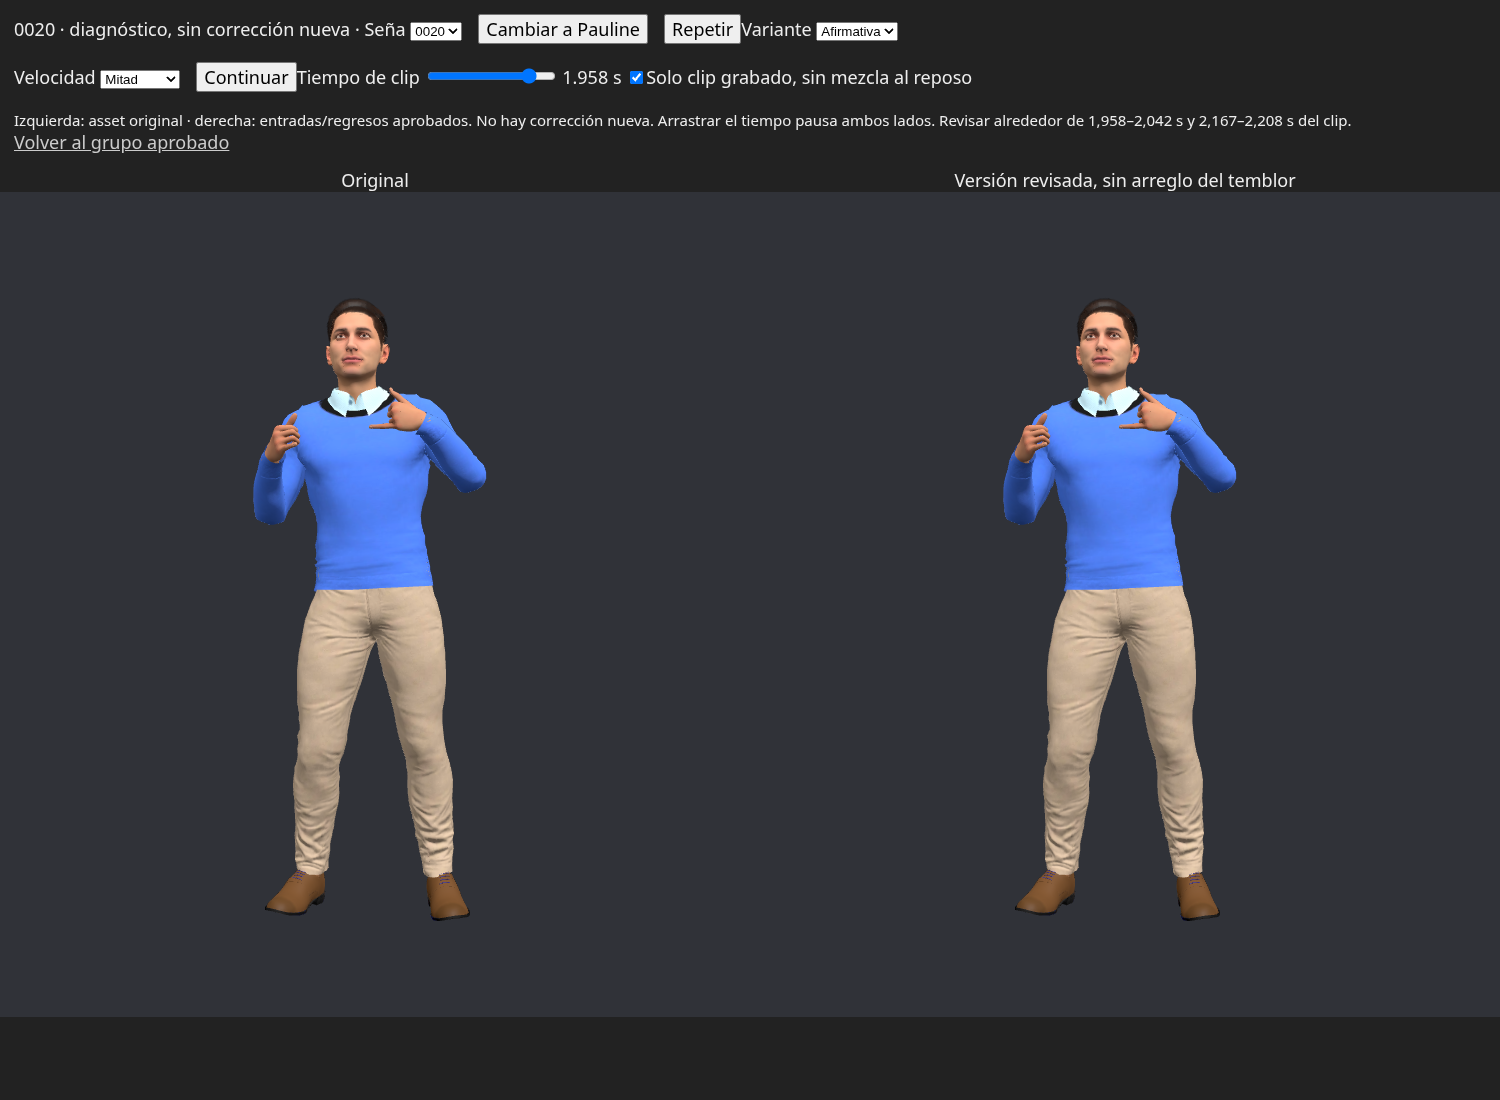 0020 · diagnóstico, sin corrección nueva · Seña 0020 Cambiar a Pauline Repetir Variante Afirmativa
Velocidad Mitad Continuar Tiempo de clip 1.958 s Solo clip grabado, sin mezcla al reposo
Izquierda: asset original · derecha: entradas/regresos aprobados. No hay corrección nueva. Arrastrar el tiempo pausa ambos lados. Revisar alrededor de 1,958–2,042 s y 2,167–2,208 s del clip.
Volver al grupo aprobado
Original
Versión revisada, sin arreglo del temblor